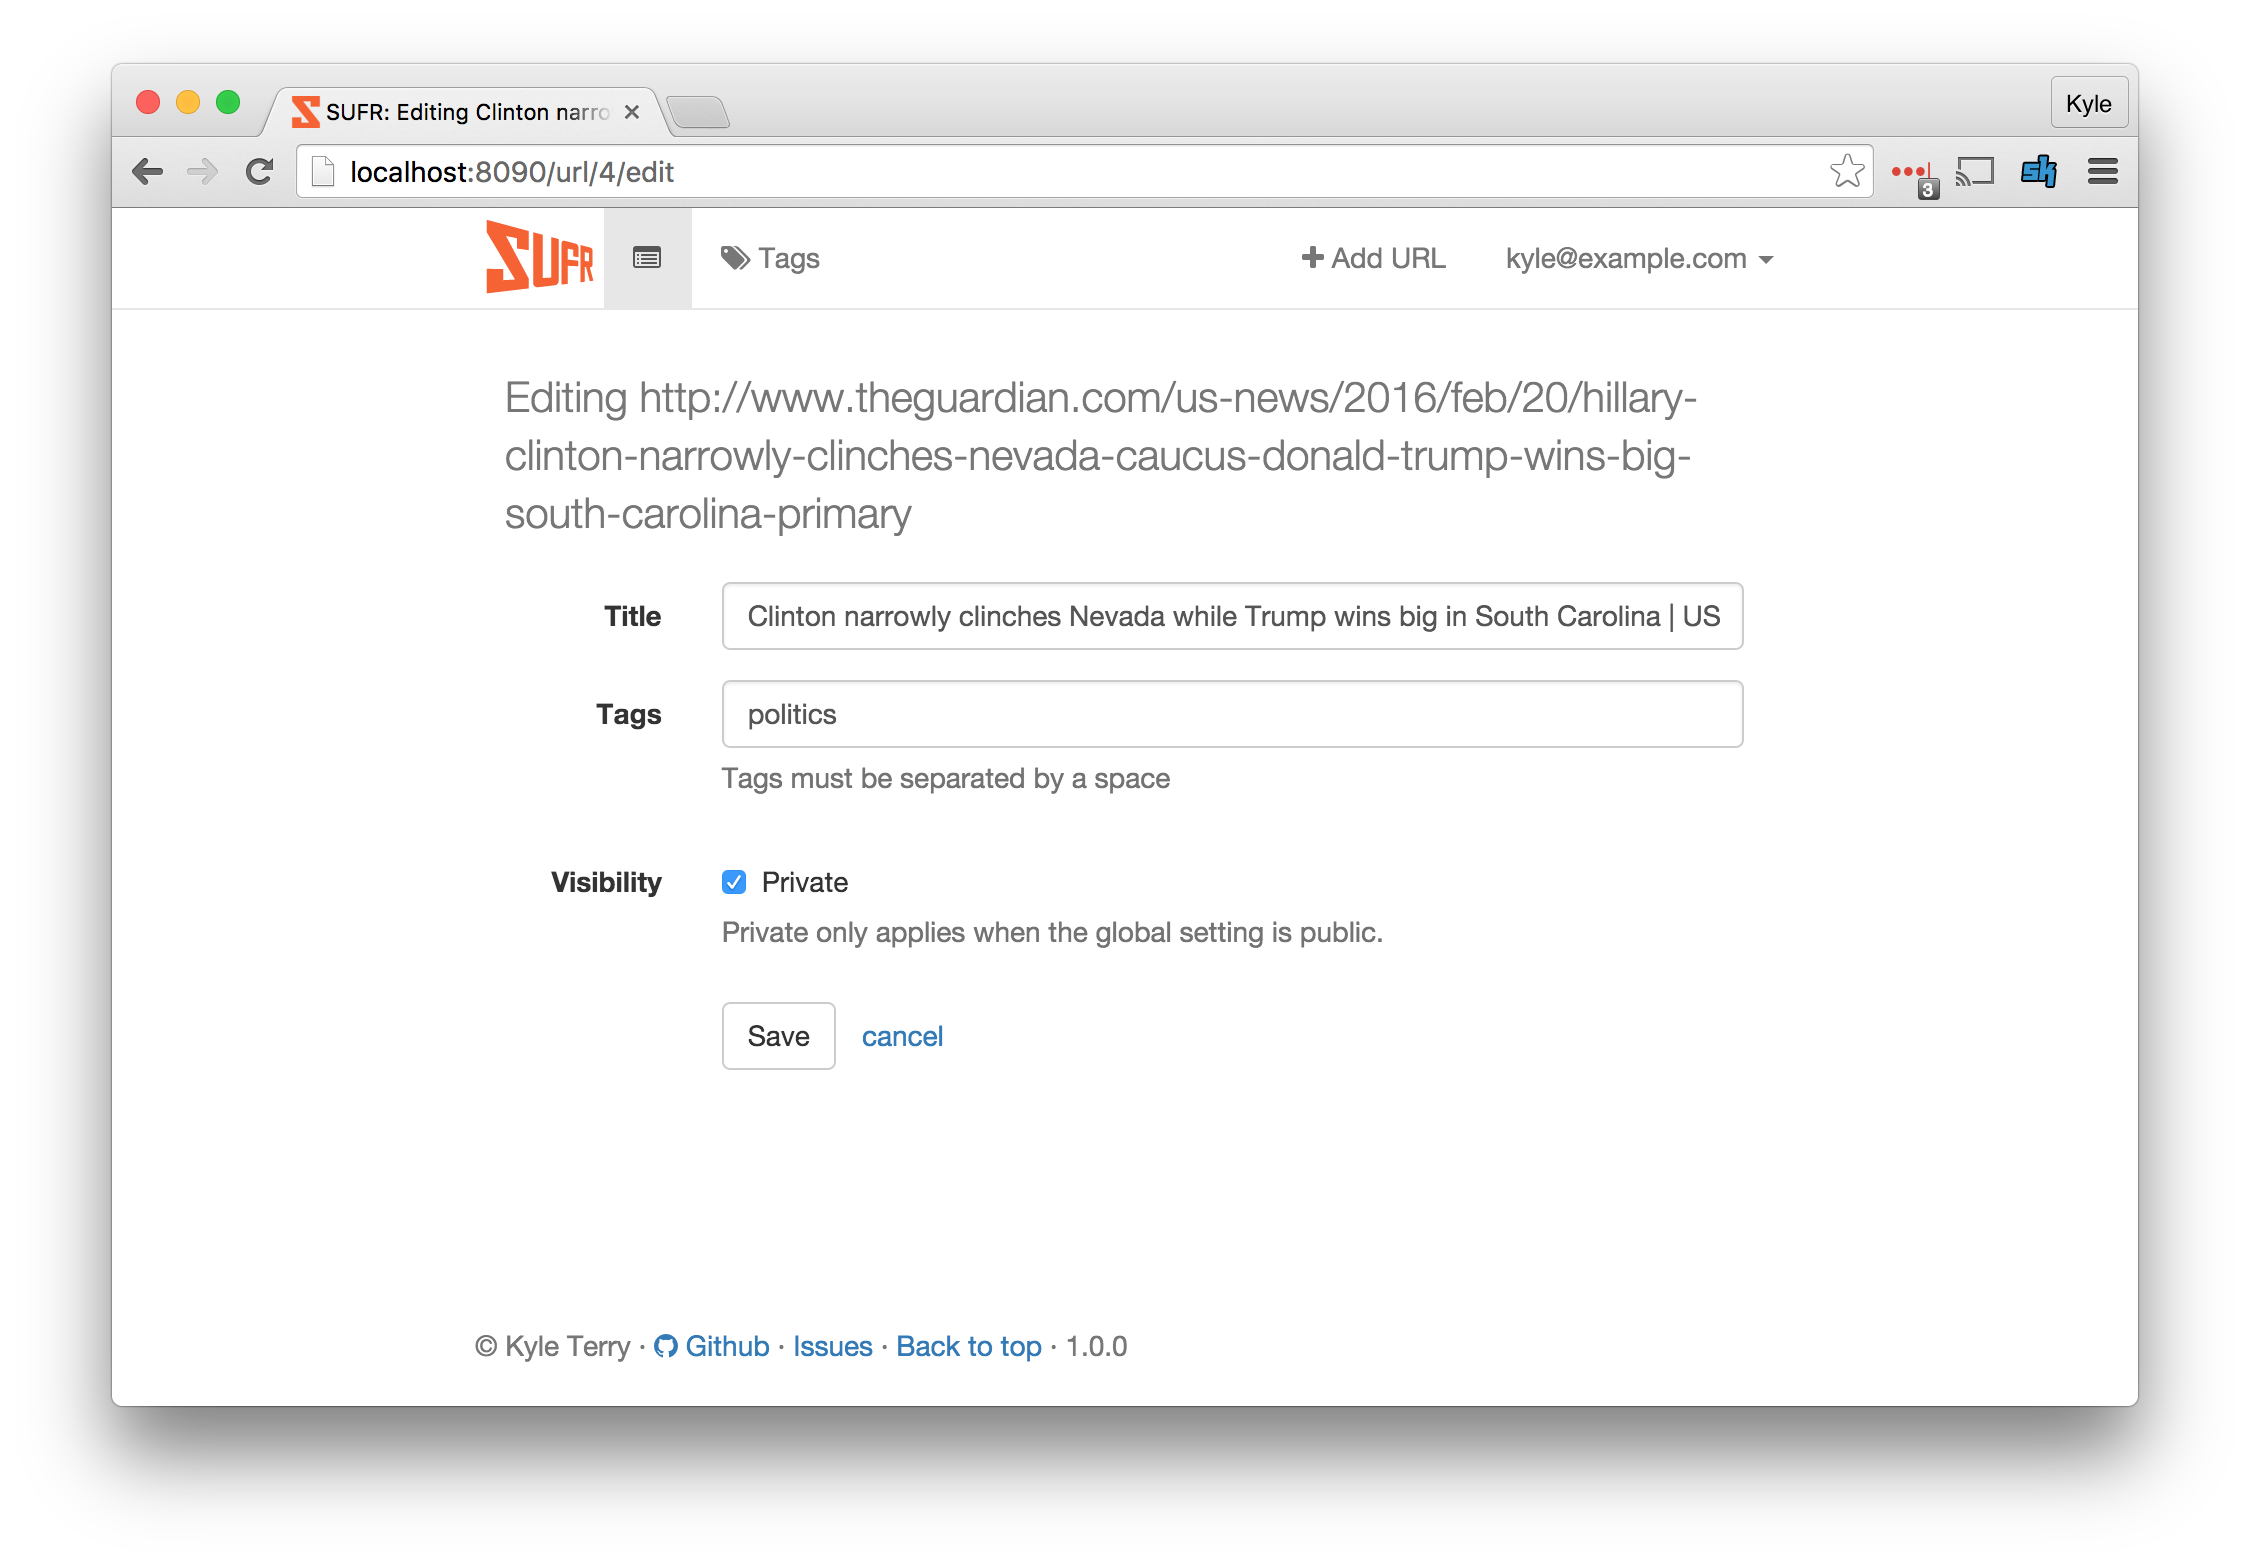 SUFR: Editing Clinton narro
Kyle
localhost:8090/url/4/edit
3
sk
SUFR
Tags
Add URL
kyle@example.com
Editing http://www.theguardian.com/us-news/2016/feb/20/hillary-
clinton-narrowly-clinches-nevada-caucus-donald-trump-wins-big-
south-carolina-primary
Title
Clinton narrowly clinches Nevada while Trump wins big in South Carolina | US
Tags
politics
Tags must be separated by a space
Visibility
Private
Private only applies when the global setting is public.
Save
cancel
© Kyle Terry · Github · Issues · Back to top · 1.0.0